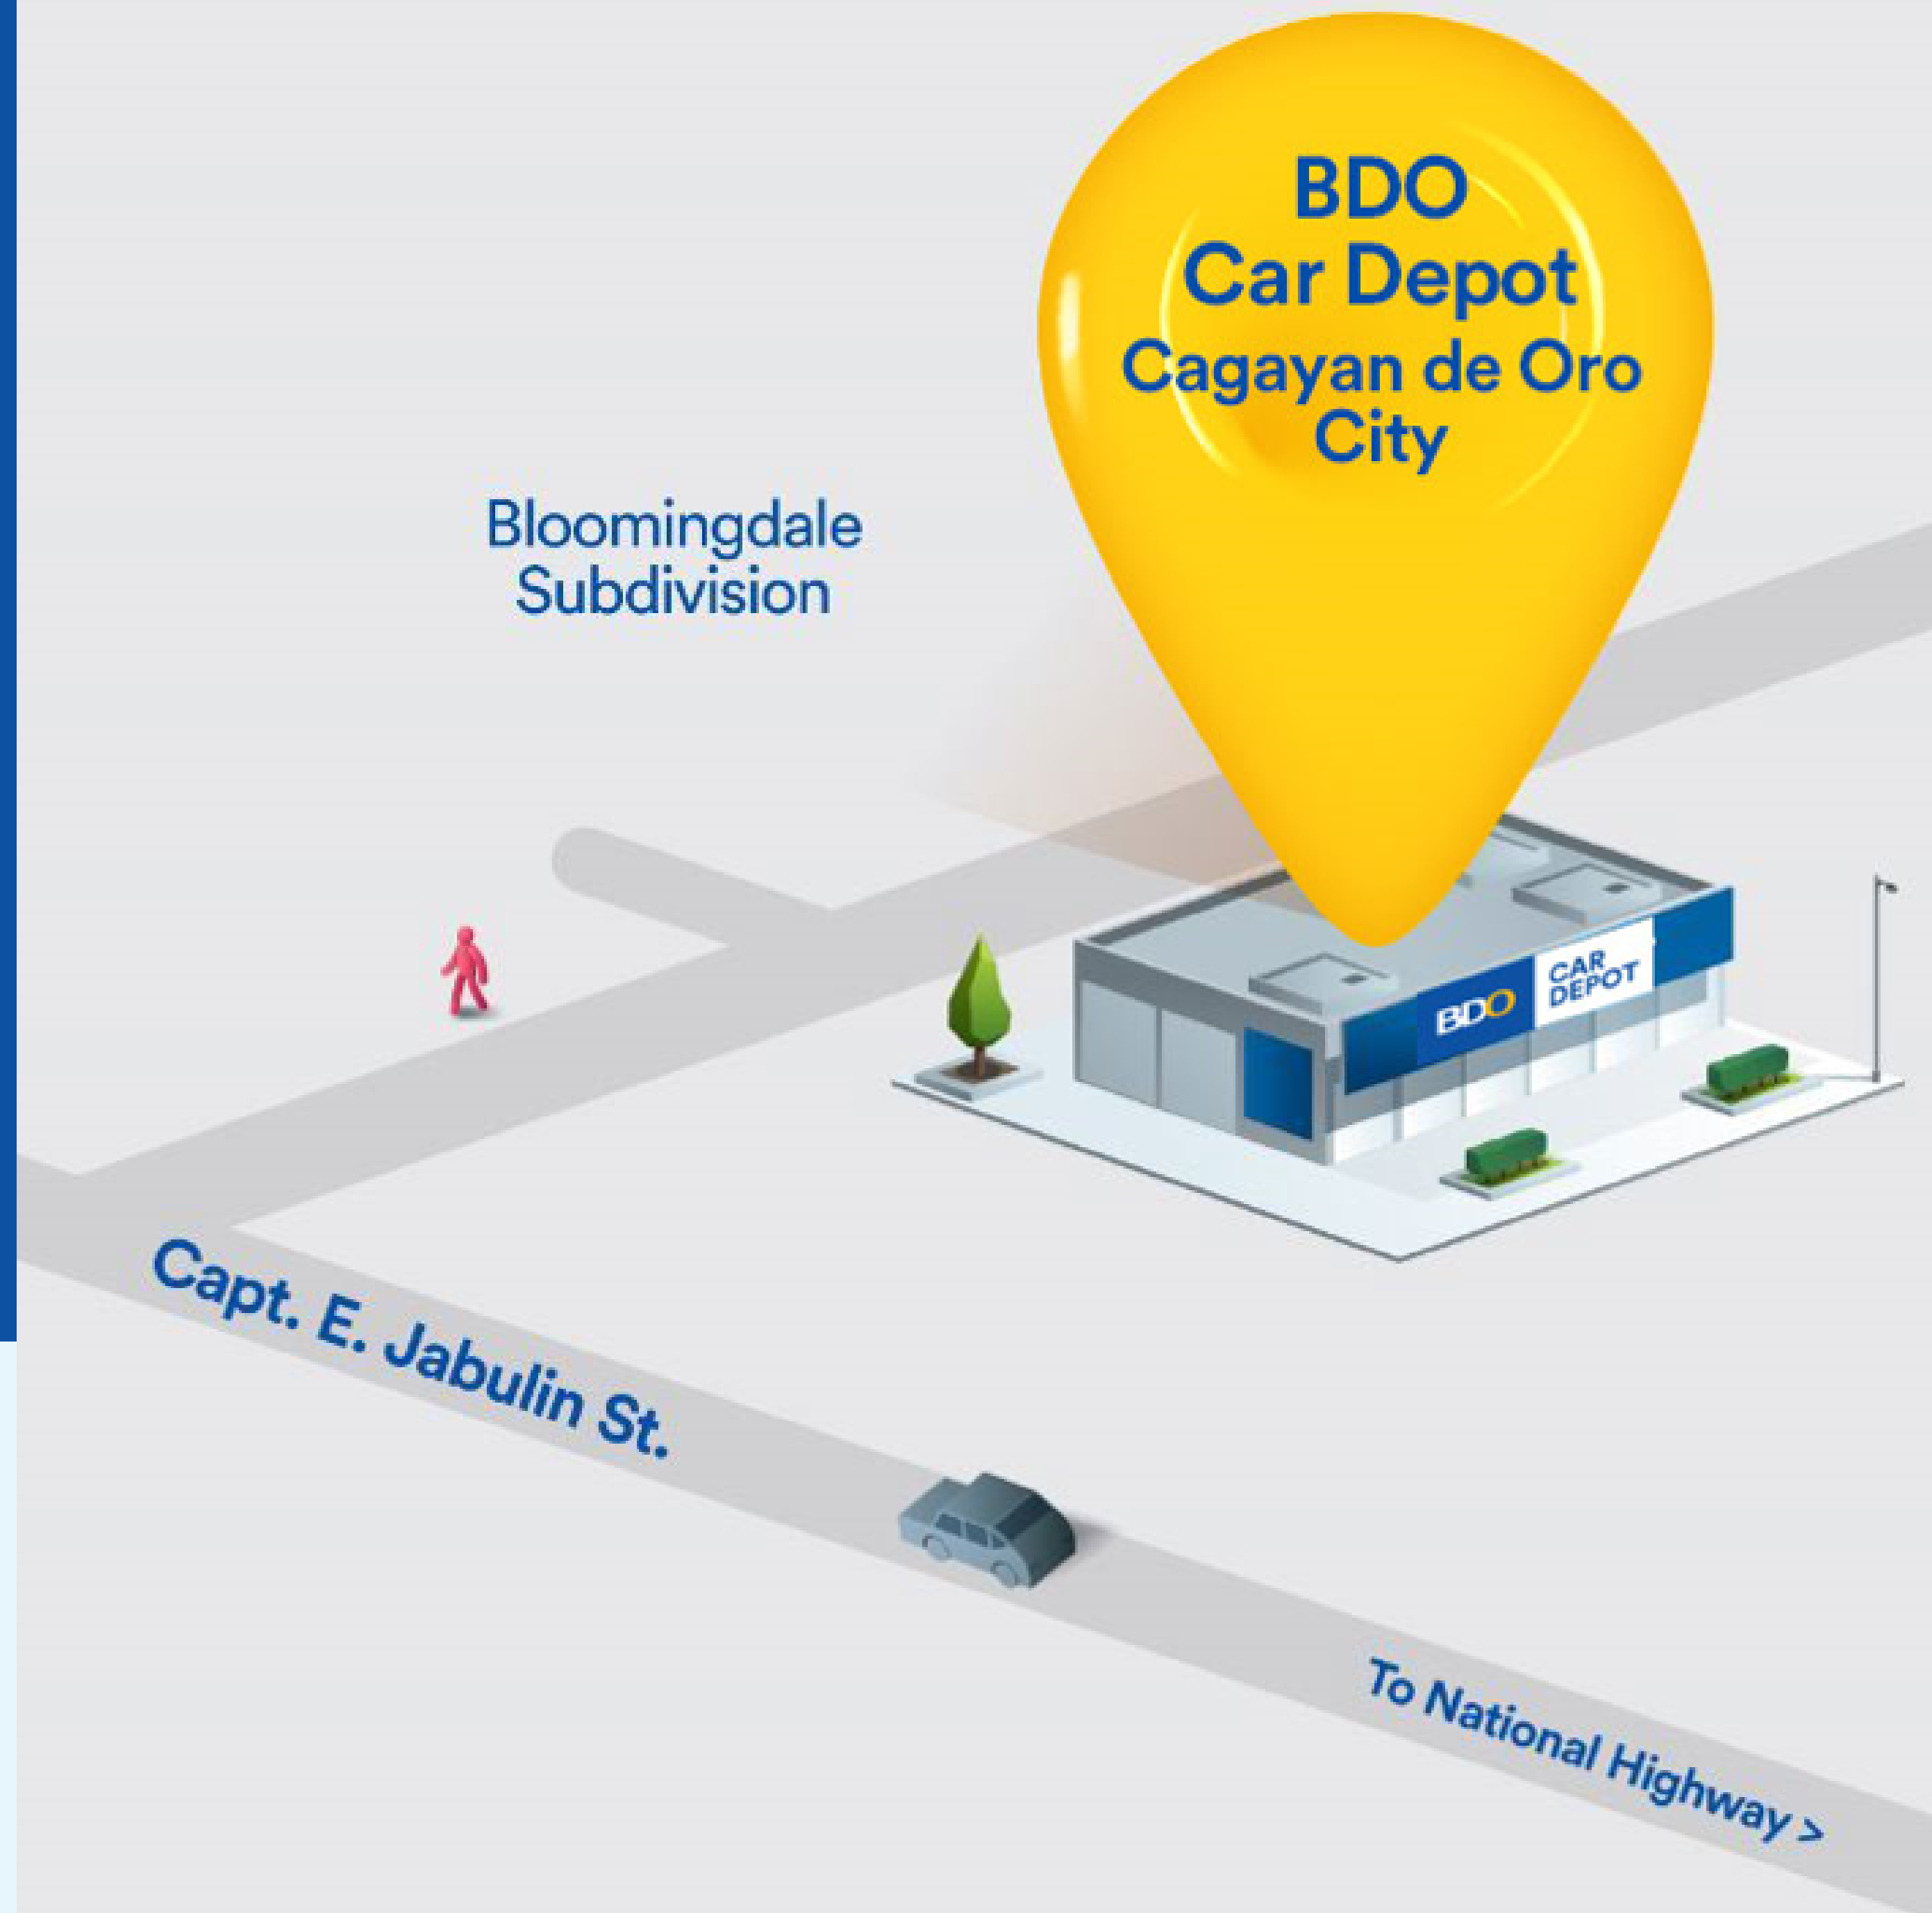 BDO
Car Depot
Cagayan de Oro
City
Bloomingdale
Subdivision
BDO
CAR
DEPOT
Capt. E. Jabulin St.
To National Highway >